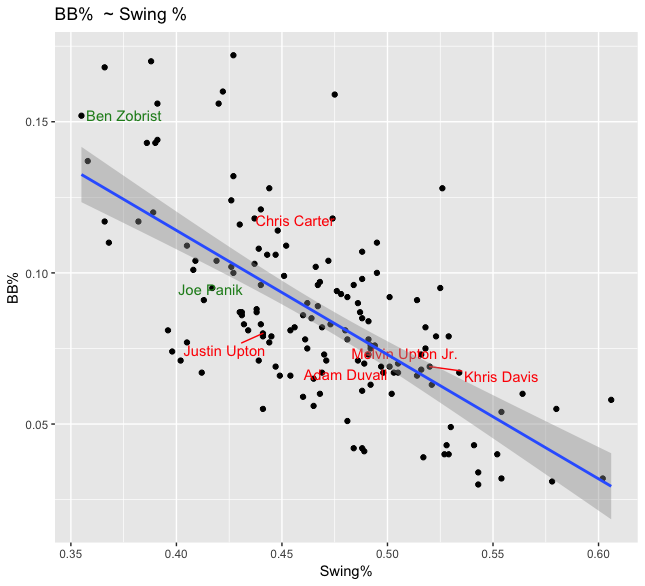 BB% ~ Swing %
BB%
0.15
0.10
0.05
Ben Zobrist
Chris Carter
Joe Panik
Justin Upton
Melvin Upton Jr.
Adam Duvall
Khris Davis
0.35 0.40 0.45 0.50 0.55 0.60
Swing%